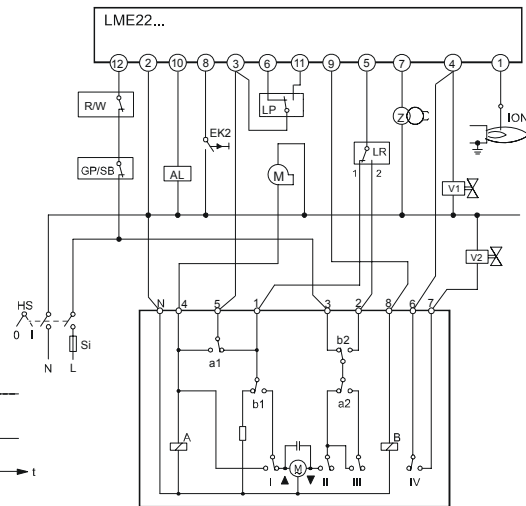 LME22...
12 2 10 8 3 6 11 9 5 7 4 1
R/W
LP
EK2
Z
ION
GP/SB
AL
M
LR
1 2
V1
V2
HS
0 I
Si
N L
N 4 5 1 3 2 8 6 7
a1
b2
b1
a2
A
B
I
M
II
III
IV
t